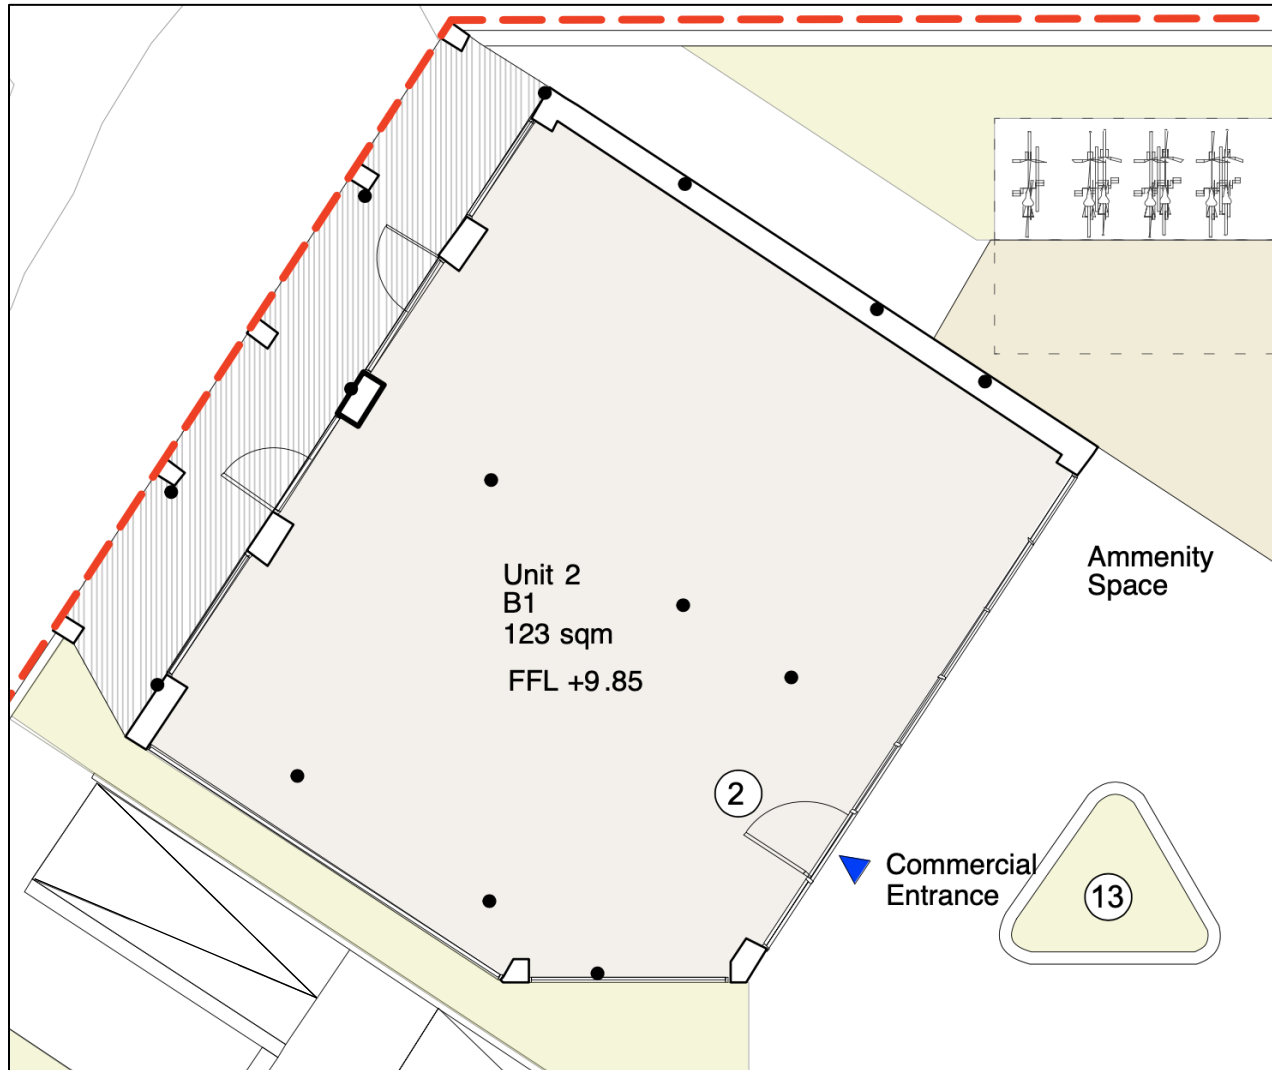 Ammenity
Space
Unit 2
B1
123 sqm
FFL +9.85
2
Commercial
Entrance
13